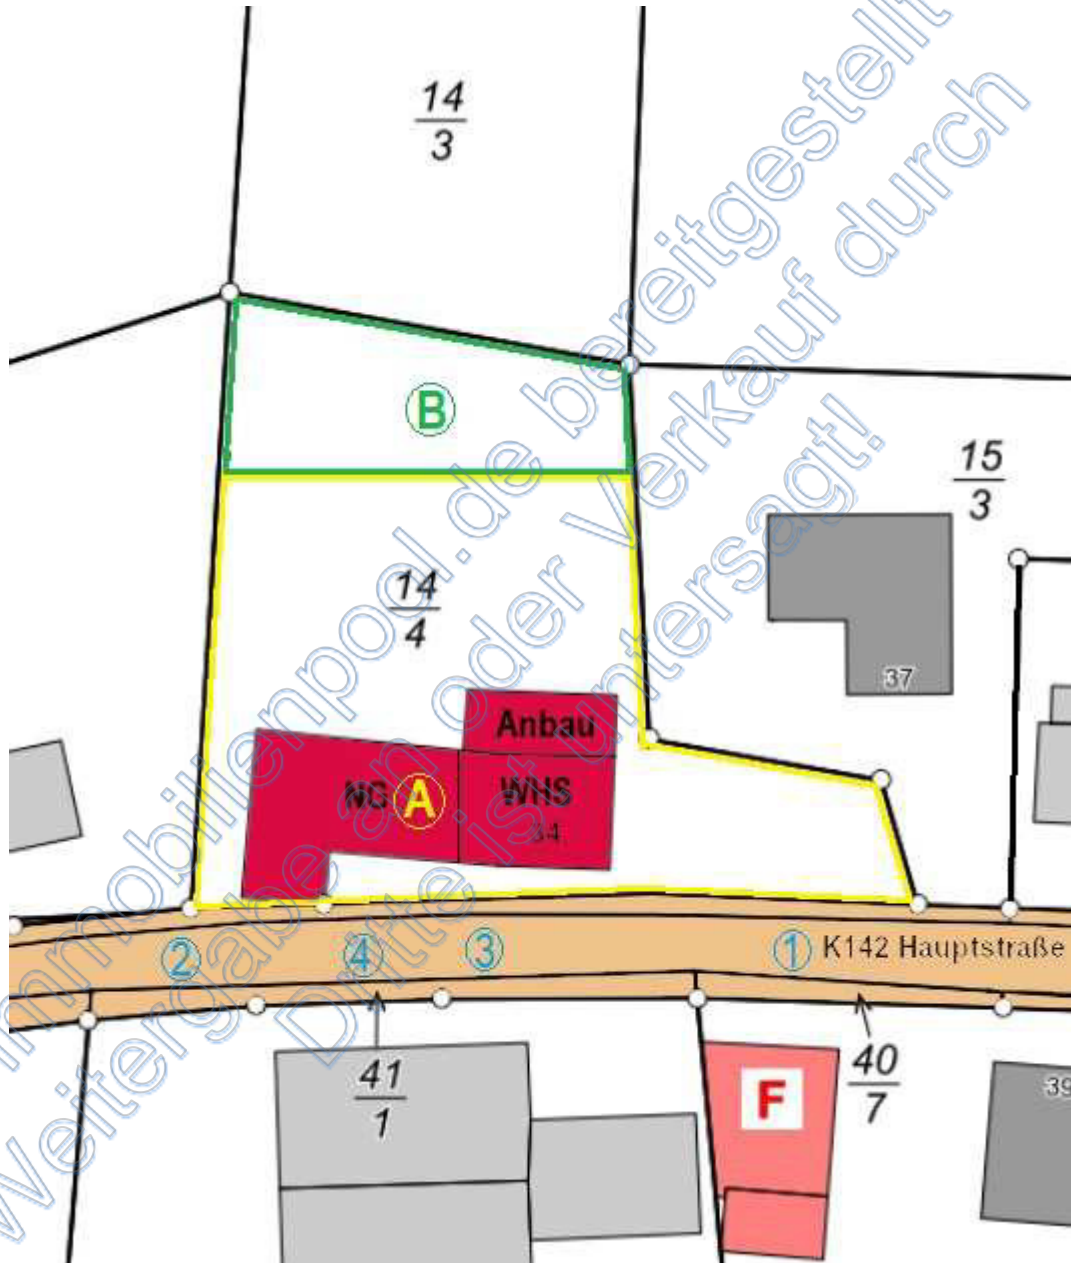 14
3
B
15
3
14
4
37
Anbau
NG A WHS
34
2 4 3 1 K142 Hauptstraße
41
1
F
40
7
39
Immobilienpool.de bereitgestellt
Weitergabe an oder Verkauf durch
Dritte ist untersagt!